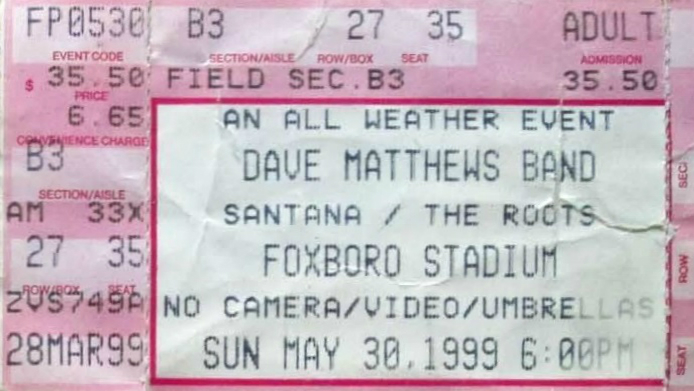 FP0530 B3 27 35 ADULT
EVENT CODE SECTION/AISLE ROW/BOX SEAT ADMISSION
$ 35.50 FIELD SEC.B3 35.50
PRICE
6.65 AN ALL WEATHER EVENT
CONVENIENCE CHARGE
B3 DAVE MATTHEWS BAND
SECTION/AISLE
AM 33X SANTANA / THE ROOTS
27 35 FOXBORO STADIUM
ROW/BOX SEAT
ZVS749A NO CAMERA/VIDEO/UMBRELLAS
28MAR99 SUN MAY 30,1999 6:00PM
SEC
ROW
SEAT